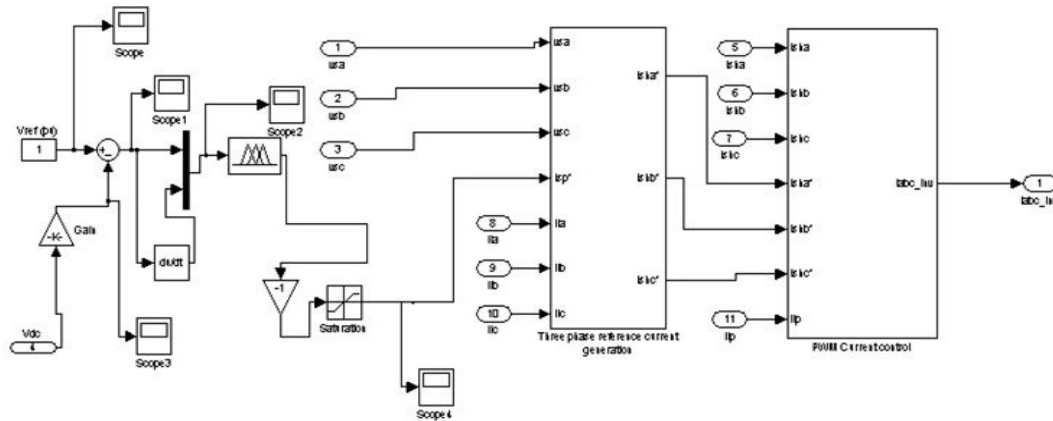 Scope
Vref(pu)
1
Scope1
Scope2
Gain
-K-
du/dt
Vdc
4
Scope3
-1
Saturation
Scope4
1
usa
2
usb
3
usc
8
Ila
9
Ilb
10
Ilc
usa
usb
usc
isp*
Ila
Ilb
Ilc
Isha*
Ishb*
Ishc*
Three phase reference current
generation
5
Isha
6
Ishb
7
Ishc
11
Ilp
Isha
Ishb
Ishc
Isha*
Ishb*
Ishc*
Ilp
Iabc_Inu
PWM Current control
1